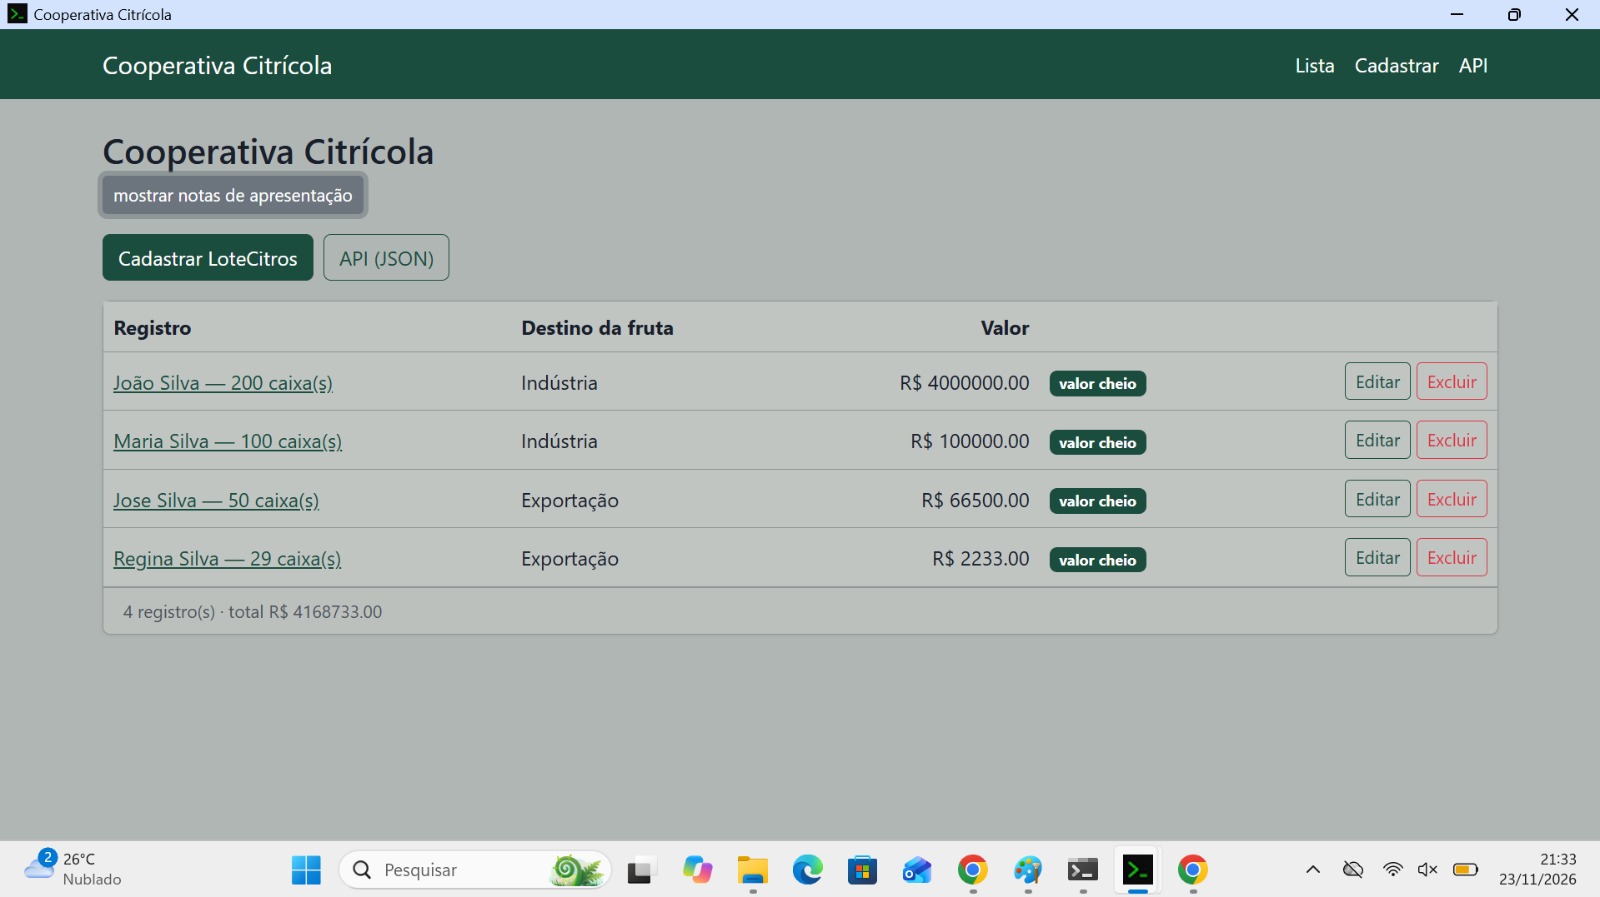 Cooperativa Citrícola
Cooperativa Citrícola
Lista Cadastrar API
Cooperativa Citrícola
mostrar notas de apresentação
Cadastrar LoteCitros API (JSON)
Registro Destino da fruta Valor
João Silva — 200 caixa(s) Indústria R$ 4000000.00 valor cheio Editar Excluir
Maria Silva — 100 caixa(s) Indústria R$ 100000.00 valor cheio Editar Excluir
Jose Silva — 50 caixa(s) Exportação R$ 66500.00 valor cheio Editar Excluir
Regina Silva — 29 caixa(s) Exportação R$ 2233.00 valor cheio Editar Excluir
4 registro(s) · total R$ 4168733.00
2
26°C
Nublado
Pesquisar
21:33
23/11/2026